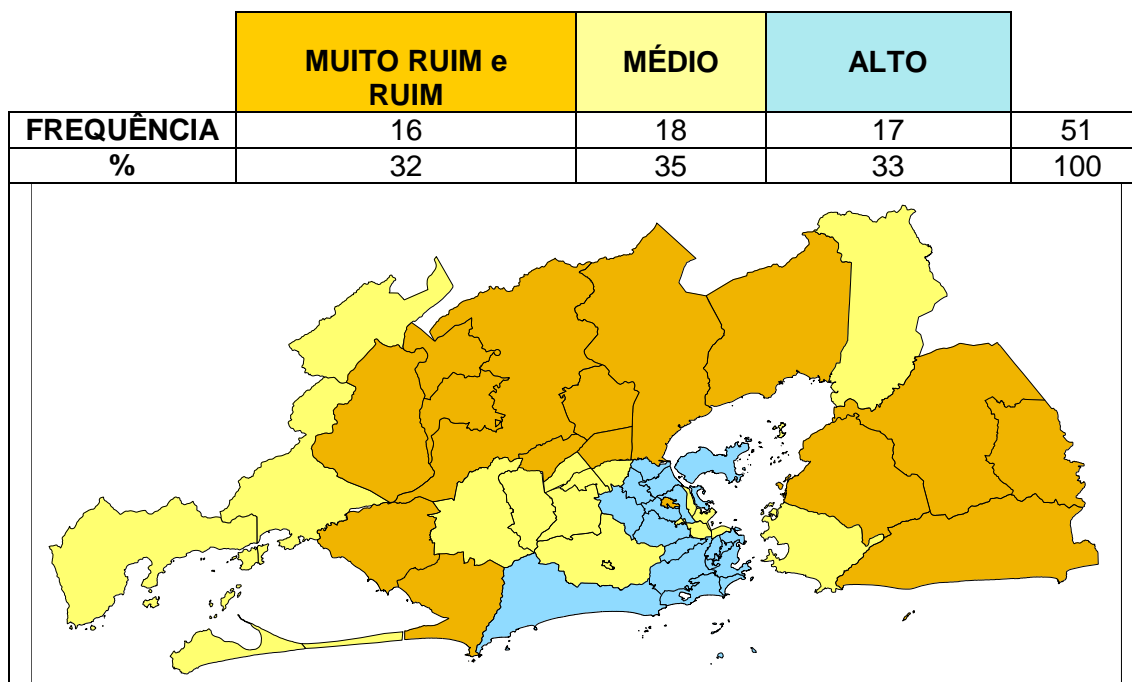 MUITO RUIM e
RUIM
MÉDIO
ALTO
FREQUÊNCIA 16 18 17 51
% 32 35 33 100